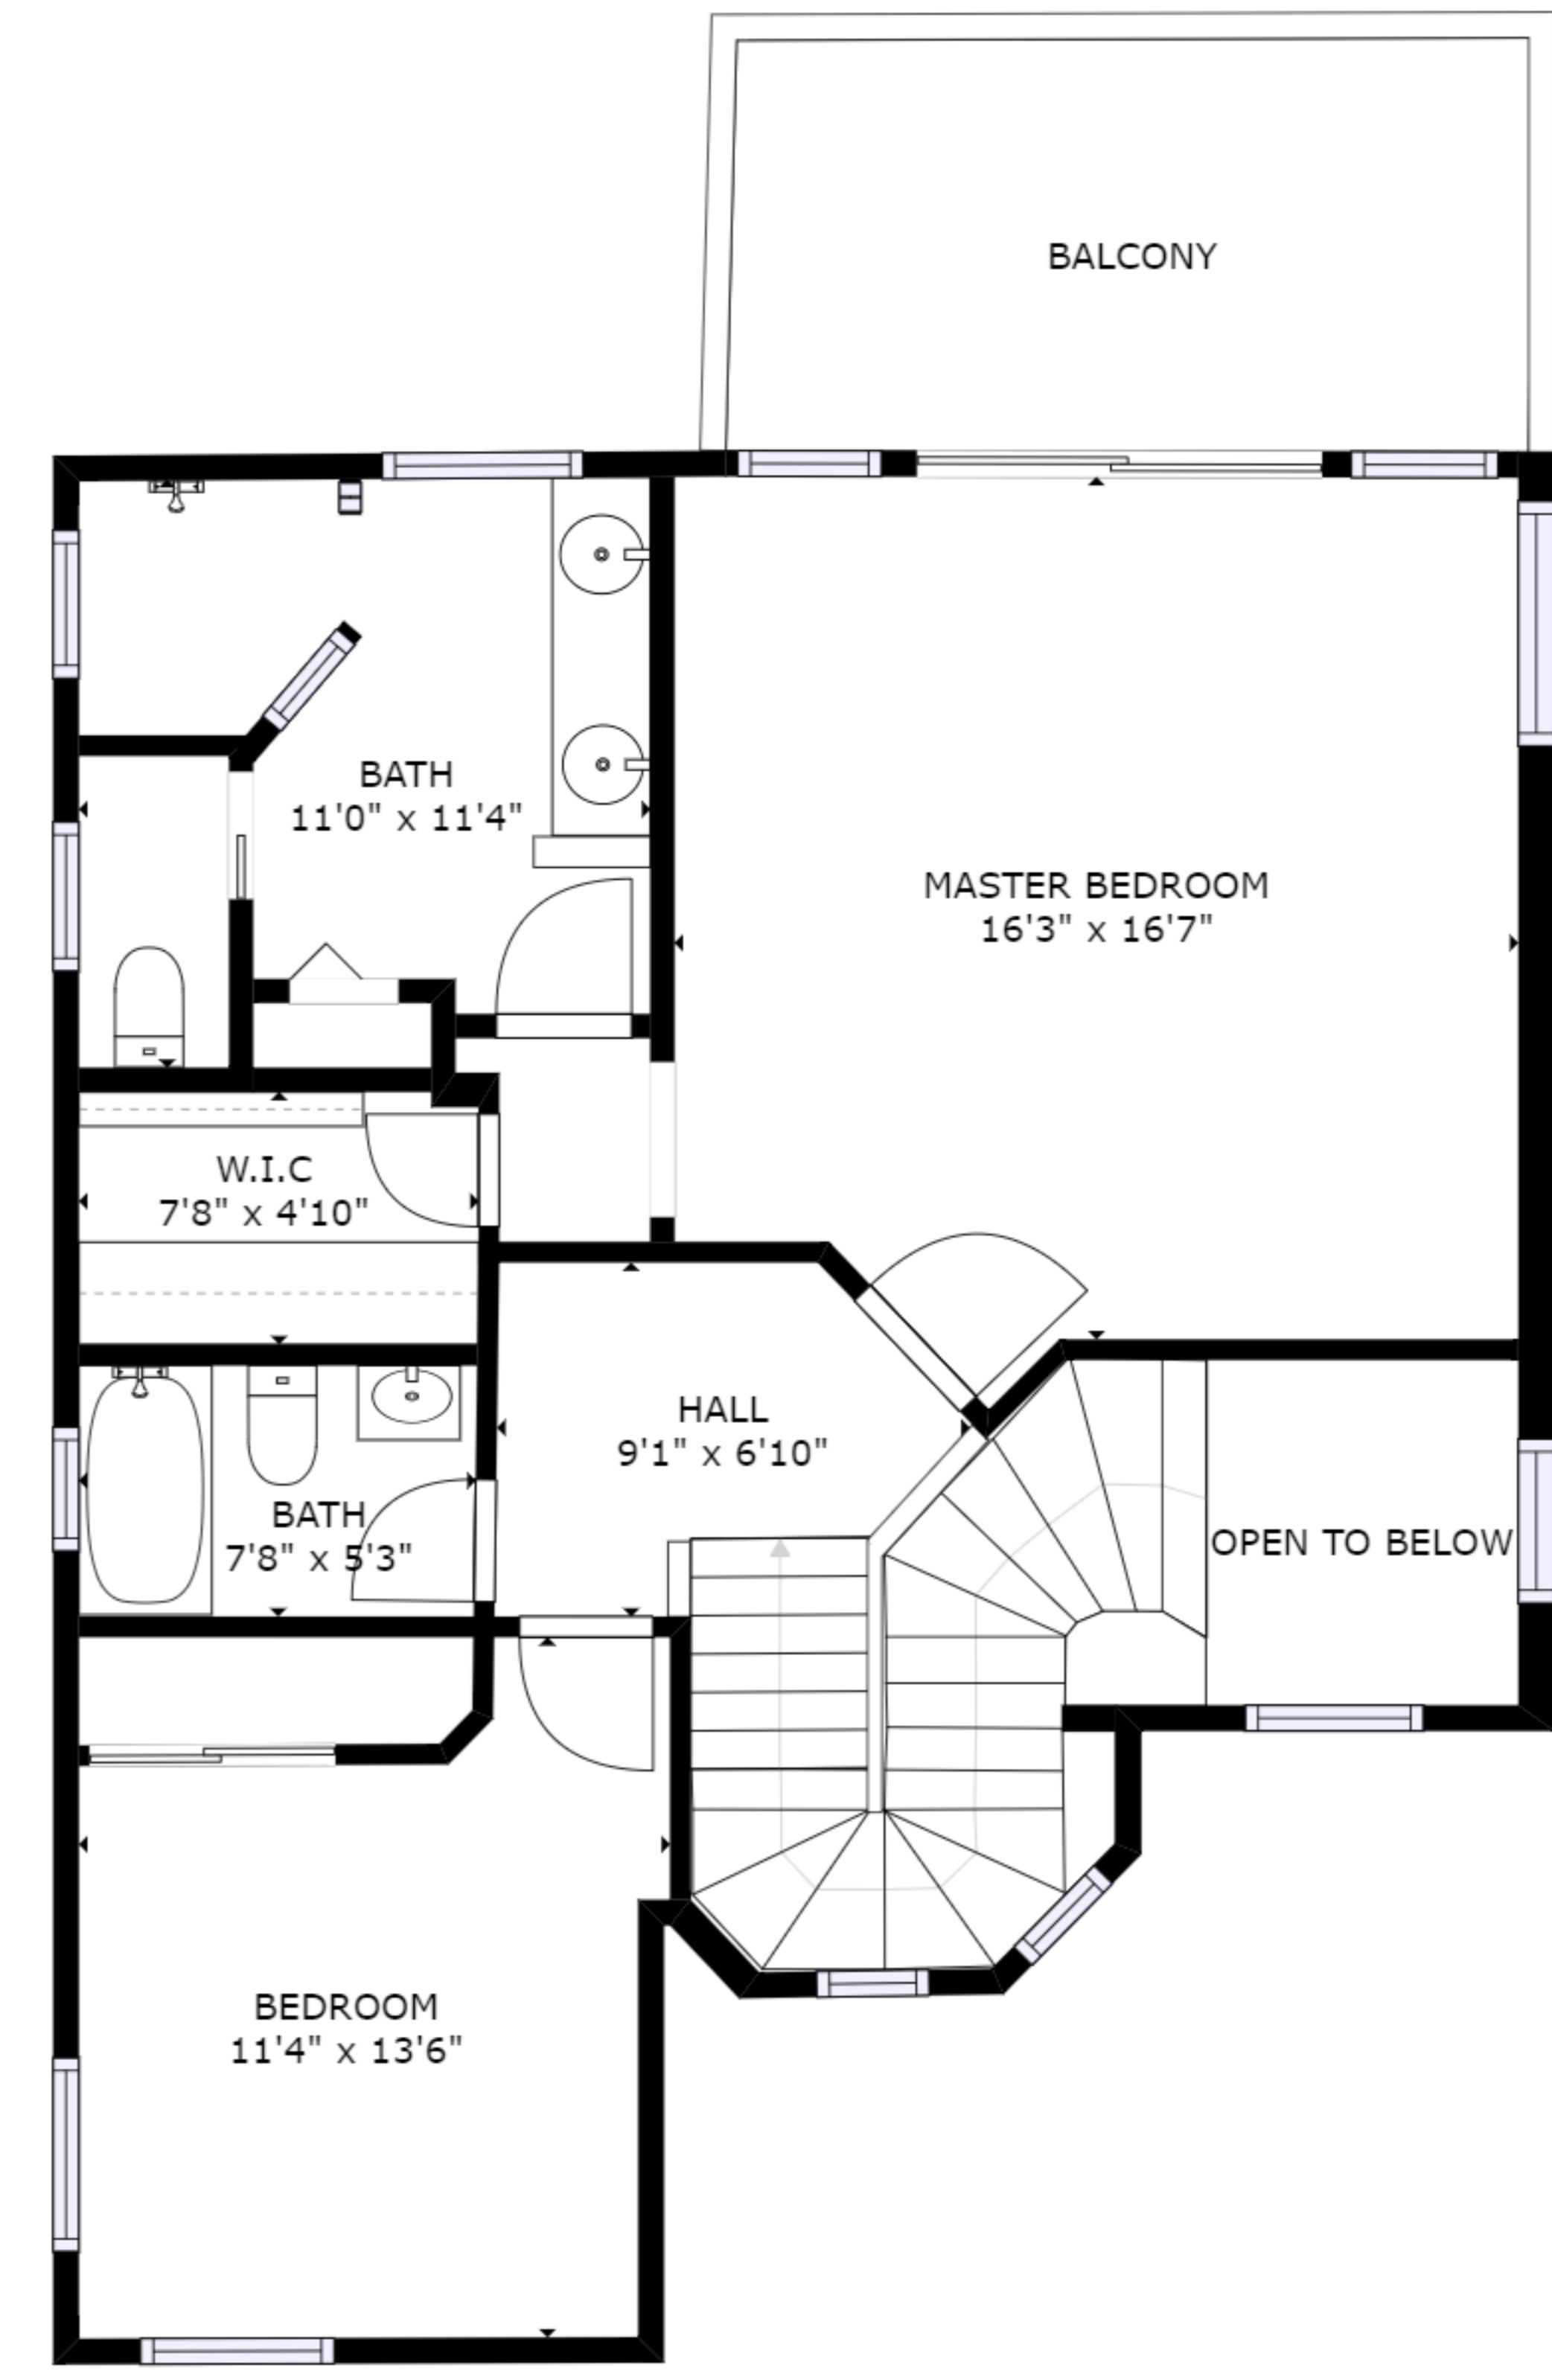 BALCONY
BATH
11'0" x 11'4"
MASTER BEDROOM
16'3" x 16'7"
W.I.C
7'8" x 4'10"
HALL
9'1" x 6'10"
BATH
7'8" x 5'3"
OPEN TO BELOW
BEDROOM
11'4" x 13'6"